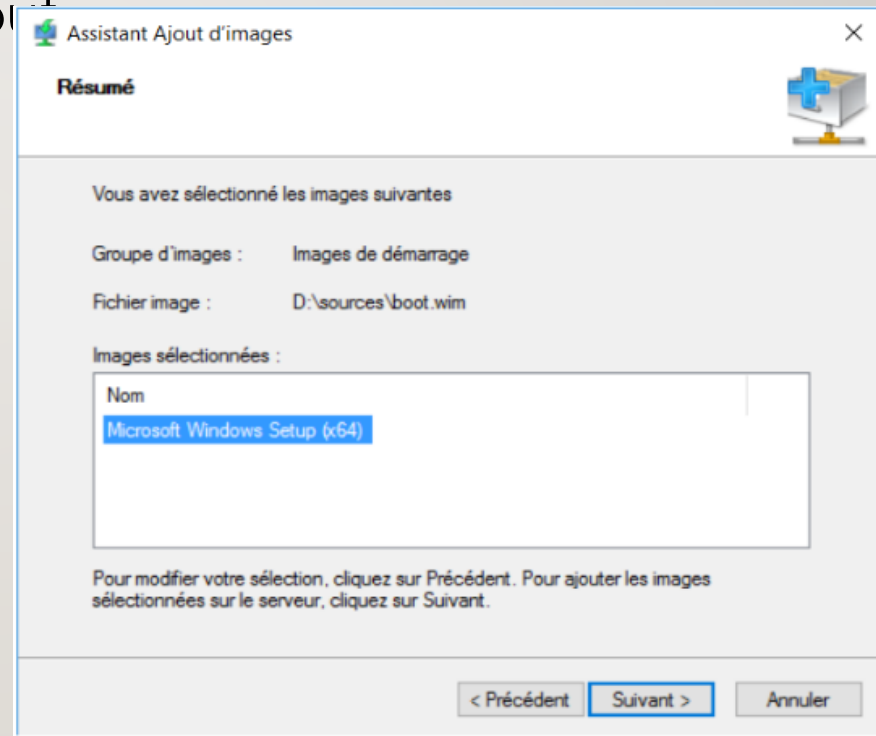 Assistant Ajout d'images
Résumé
Vous avez sélectionné les images suivantes
Groupe d'images : Images de démarrage
Fichier image : D:\sources\boot.wim
Images sélectionnées :
Nom
Microsoft Windows Setup (x64)
Pour modifier votre sélection, cliquez sur Précédent. Pour ajouter les images
sélectionnées sur le serveur, cliquez sur Suivant.
< Précédent Suivant > Annuler